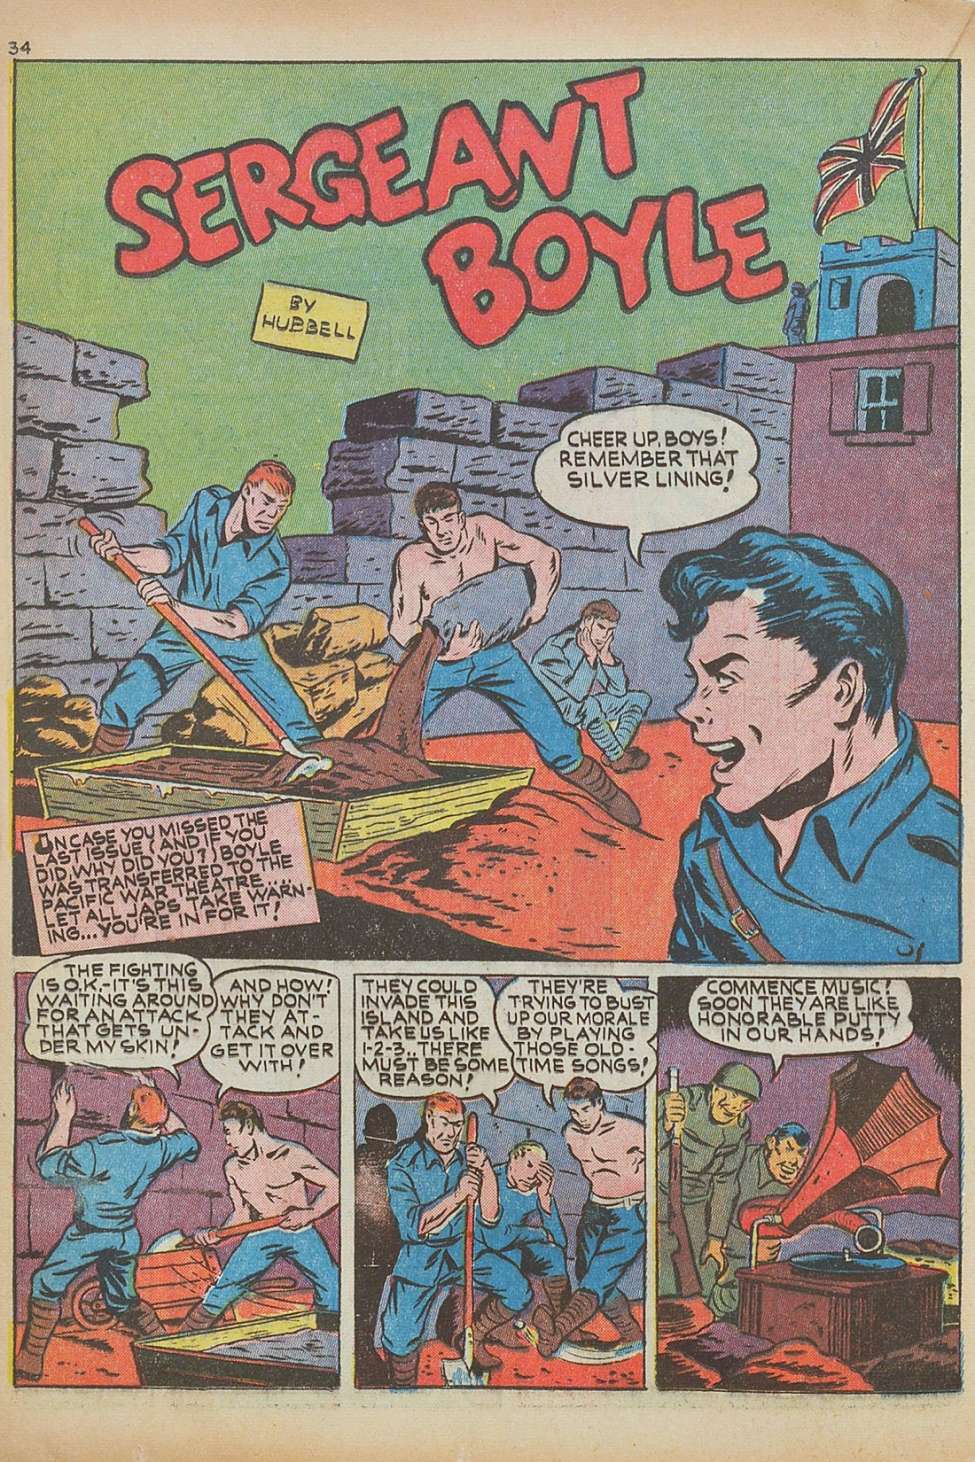 34
SERGEANT
BOYLE
BY
HUBBELL
CHEER UP, BOYS!
REMEMBER THAT
SILVER LINING!
IN CASE YOU MISSED THE
LAST ISSUE (AND IF YOU
DID, WHY DID YOU?) BOYLE
WAS TRANSFERRED TO THE
PACIFIC WAR THEATRE.
LET ALL JAPS TAKE WARN-
ING... YOU'RE IN FOR IT!
THE FIGHTING
IS O.K.-IT'S THIS
WAITING AROUND
FOR AN ATTACK
THAT GETS UN-
DER MY SKIN!
AND HOW!
WHY DON'T
THEY AT-
TACK AND
GET IT OVER
WITH!
THEY COULD
INVADE THIS
ISLAND AND
TAKE US LIKE
1-2-3.. THERE
MUST BE SOME
REASON!
THEY'RE
TRYING TO BUST
UP OUR MORALE
BY PLAYING
THOSE OLD-
TIME SONGS!
COMMENCE MUSIC!
SOON THEY ARE LIKE
HONORABLE PUTTY
IN OUR HANDS!